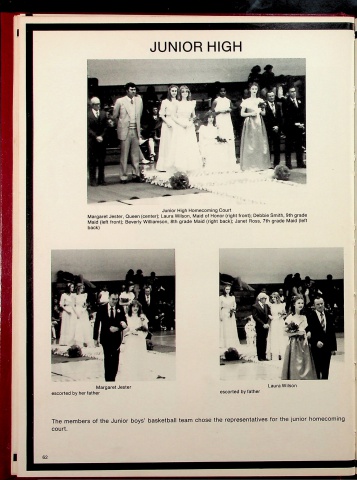 JUNIOR HIGH
Junior High Homecoming Court
Margaret Jester, Queen (center); Laura Wilson, Maid of Honor (right front); Debbie Smith, 9th grade
Maid (left front); Beverly Williamson, 8th grade Maid (right back); Janet Ross, 7th grade Maid (left
back)
Margaret Jester
escorted by her father
Laura Wilson
escorted by father
The members of the Junior boys' basketball team chose the representatives for the junior homecoming
court.
62